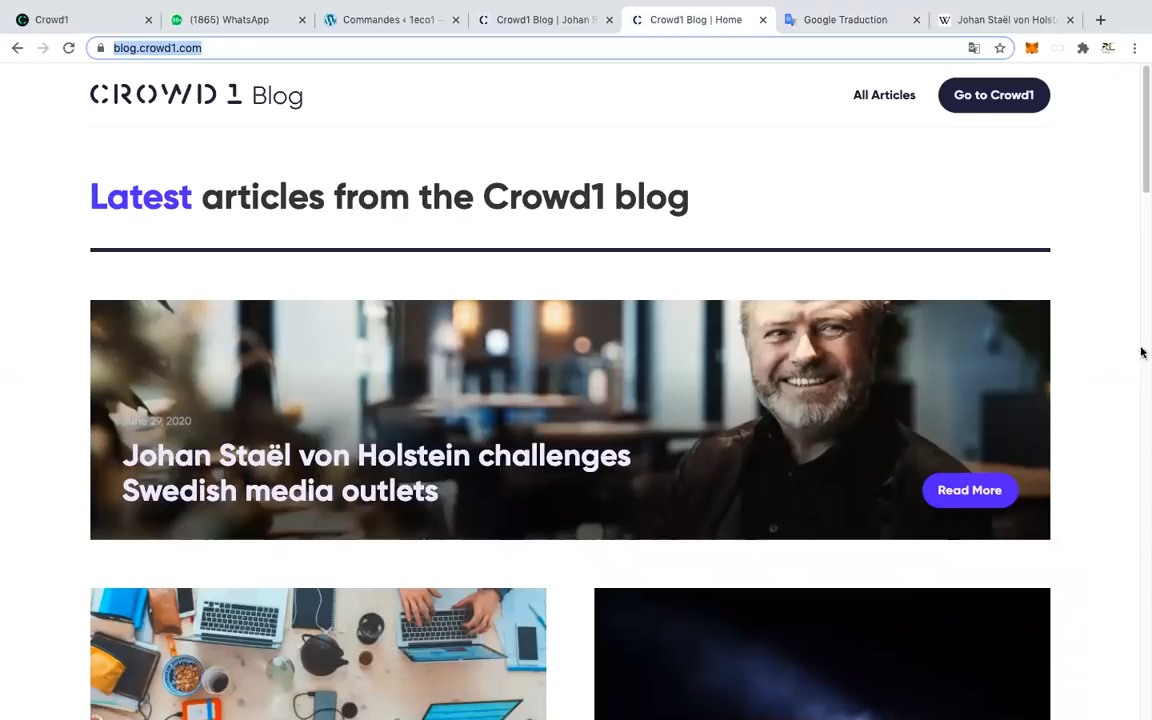 Crowd1
(1865) WhatsApp
Commandes ‹ 1eco1 —
Crowd1 Blog | Johan S
Crowd1 Blog | Home
Google Traduction
Johan Staël von Holst
blog.crowd1.com
CROWD 1 Blog
All Articles
Go to Crowd1
Latest articles from the Crowd1 blog
June 29, 2020
Johan Staël von Holstein challenges
Swedish media outlets
Read More